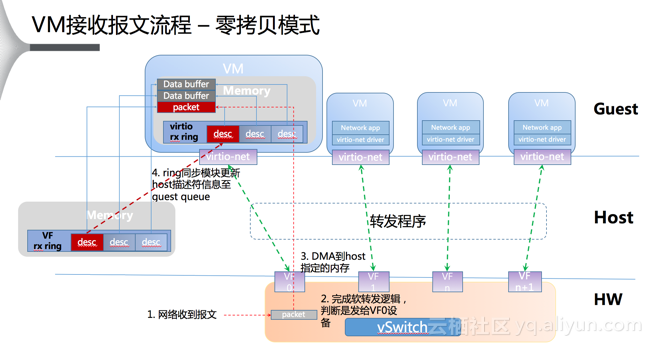 VM接收报文流程 – 零拷贝模式
VM
Memory
Data buffer
Data buffer
packet
virtio
rx ring
desc
desc
desc
virtio-net
VM
Network app
virtio-net driver
virtio-net
VM
Network app
virtio-net driver
virtio-net
VM
Network app
virtio-net driver
virtio-net
Guest
4. ring同步模块更新
host描述符信息至
guest queue
Memory
VF
rx ring
desc
desc
desc
转发程序
Host
3. DMA到host
指定的内存
VF
0
VF
1
VF
n
VF
n+1
HW
1. 网络收到报文
packet
2. 完成软转发逻辑，
判断是发给VF0设
备
vSwitch
云栖社区 yq.aliyun.com